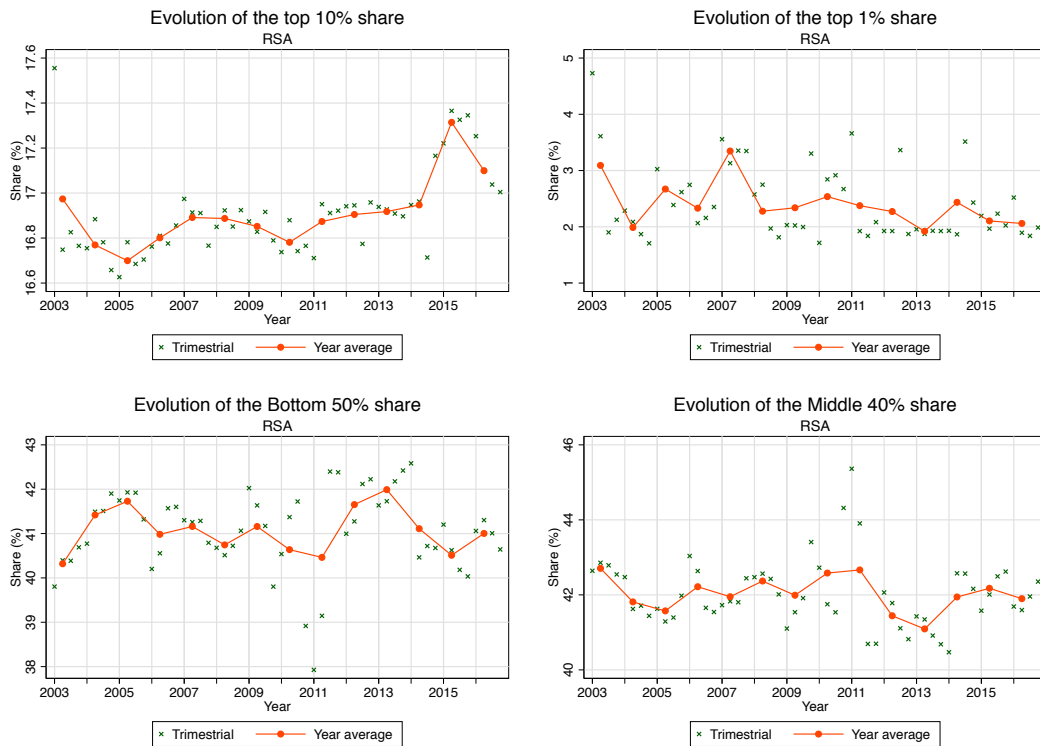 Evolution of the top 10% share
RSA
Share (%)
17.6
17.4
17.2
17
16.8
16.6
2003 2005 2007 2009 2011 2013 2015
Year
Trimestrial Year average
Evolution of the top 1% share
RSA
Share (%)
5
4
3
2
1
2003 2005 2007 2009 2011 2013 2015
Year
Trimestrial Year average
Evolution of the Bottom 50% share
RSA
Share (%)
43
42
41
40
39
38
2003 2005 2007 2009 2011 2013 2015
Year
Trimestrial Year average
Evolution of the Middle 40% share
RSA
Share (%)
46
44
42
40
2003 2005 2007 2009 2011 2013 2015
Year
Trimestrial Year average